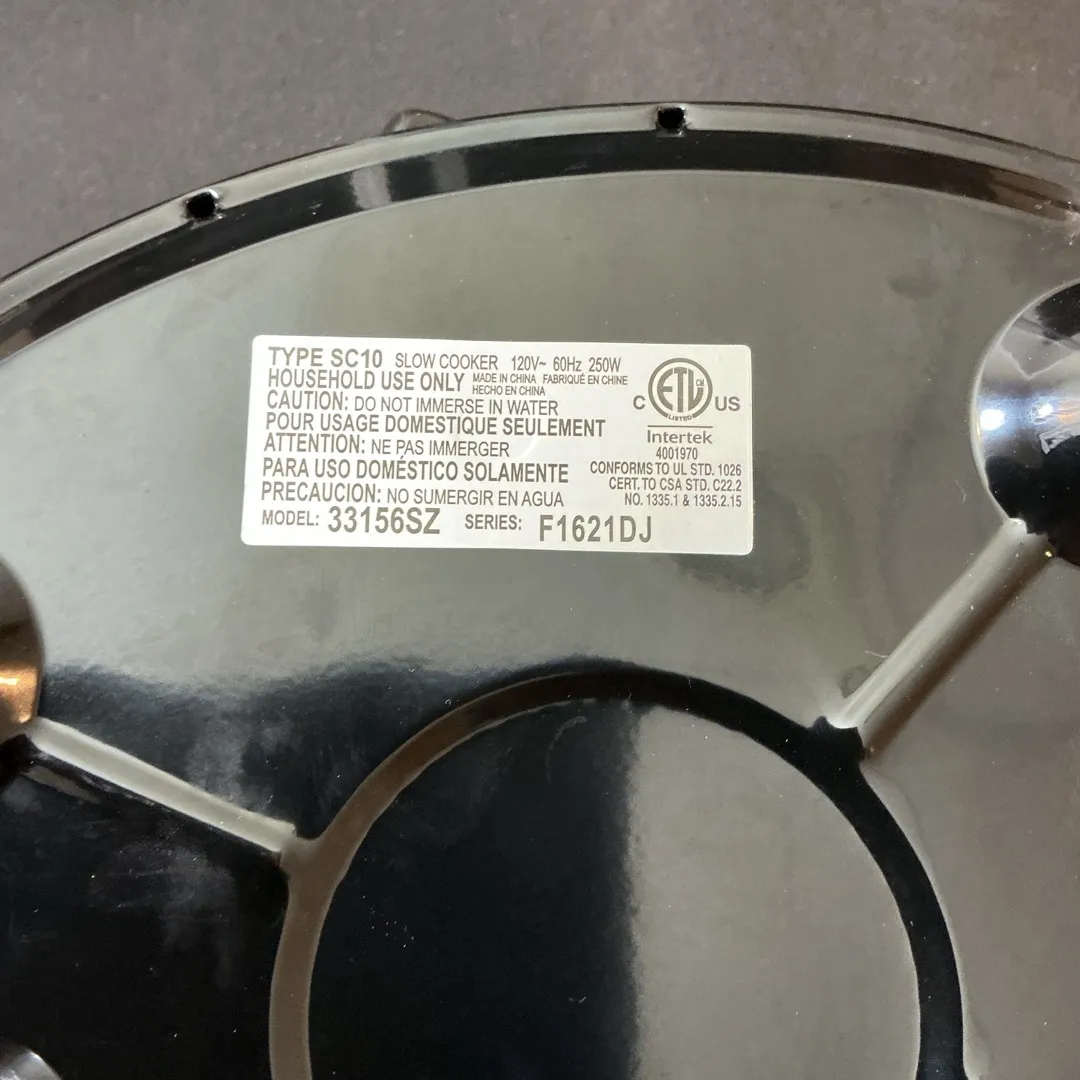 TYPE SC10 SLOW COOKER 120V~ 60Hz 250W
HOUSEHOLD USE ONLY MADE IN CHINA FABRIQUÉ EN CHINE
HECHO EN CHINA
CAUTION: DO NOT IMMERSE IN WATER
POUR USAGE DOMESTIQUE SEULEMENT
ATTENTION: NE PAS IMMERGER
PARA USO DOMÉSTICO SOLAMENTE
PRECAUCION: NO SUMERGIR EN AGUA
MODEL: 33156SZ SERIES: F1621DJ
C ETL CM US
LISTED
Intertek
4001970
CONFORMS TO UL STD. 1026
CERT. TO CSA STD. C22.2
NO. 1335.1 & 1335.2.15